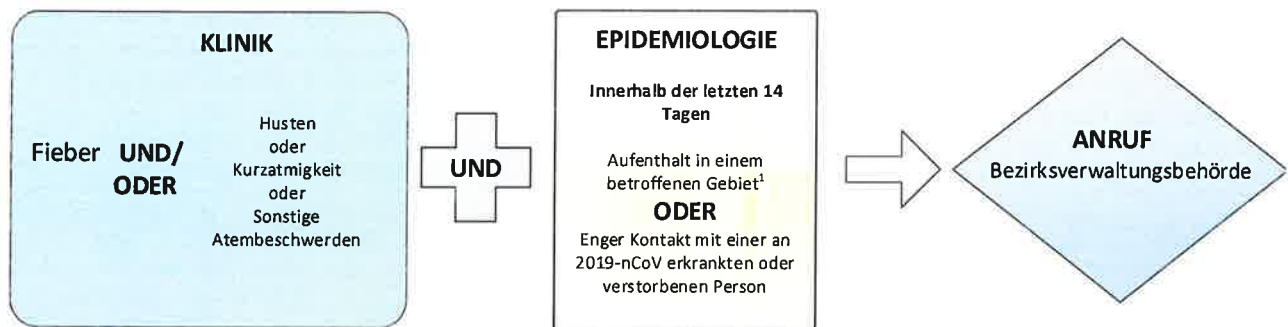 KLINIK
Fieber UND/
ODER
Husten
oder
Kurzatmigkeit
oder
Sonstige
Atembeschwerden
UND
EPIDEMIOLOGIE
Innerhalb der letzten 14
Tagen
Aufenthalt in einem
betroffenen Gebiet¹
ODER
Enger Kontakt mit einer an
2019-nCoV erkrankten oder
verstorbenen Person
ANRUF
Bezirksverwaltungsbehörde